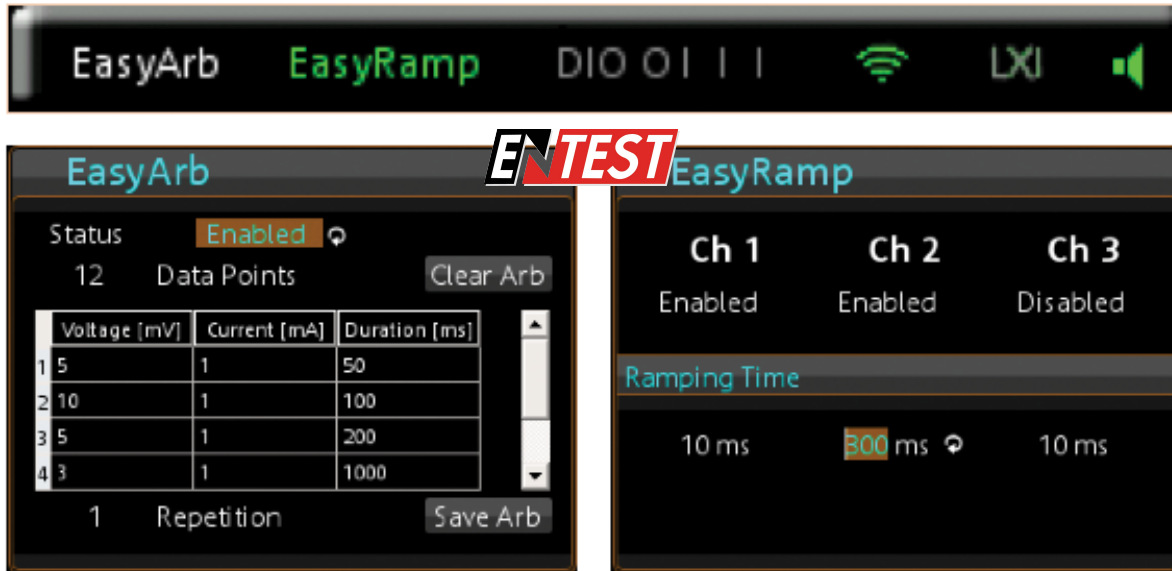 EasyArb EasyRamp DIO 0 I I I LXI
ENTEST
EasyArb
Status Enabled
12 Data Points Clear Arb
Voltage [mV] Current [mA] Duration [ms]
1 5 1 50
2 10 1 100
3 5 1 200
4 3 1 1000
1 Repetition Save Arb
EasyRamp
Ch 1 Ch 2 Ch 3
Enabled Enabled Disabled
Ramping Time
10 ms 300 ms 10 ms